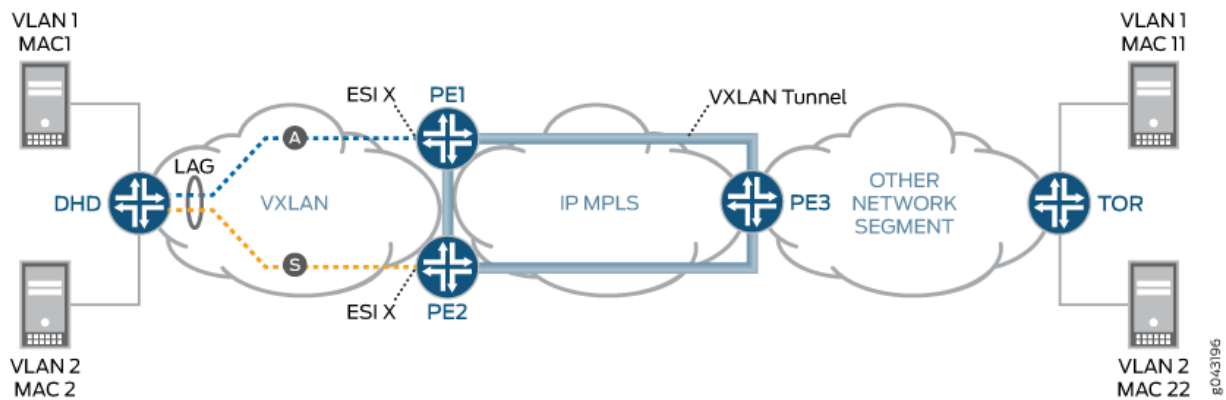 VLAN 1
MAC1
VLAN 1
MAC 11
ESI X
PE1
VXLAN Tunnel
A
LAG
DHD
VXLAN
IP MPLS
PE3
OTHER
NETWORK
SEGMENT
TOR
S
ESI X
PE2
VLAN 2
MAC 2
VLAN 2
MAC 22
g043196